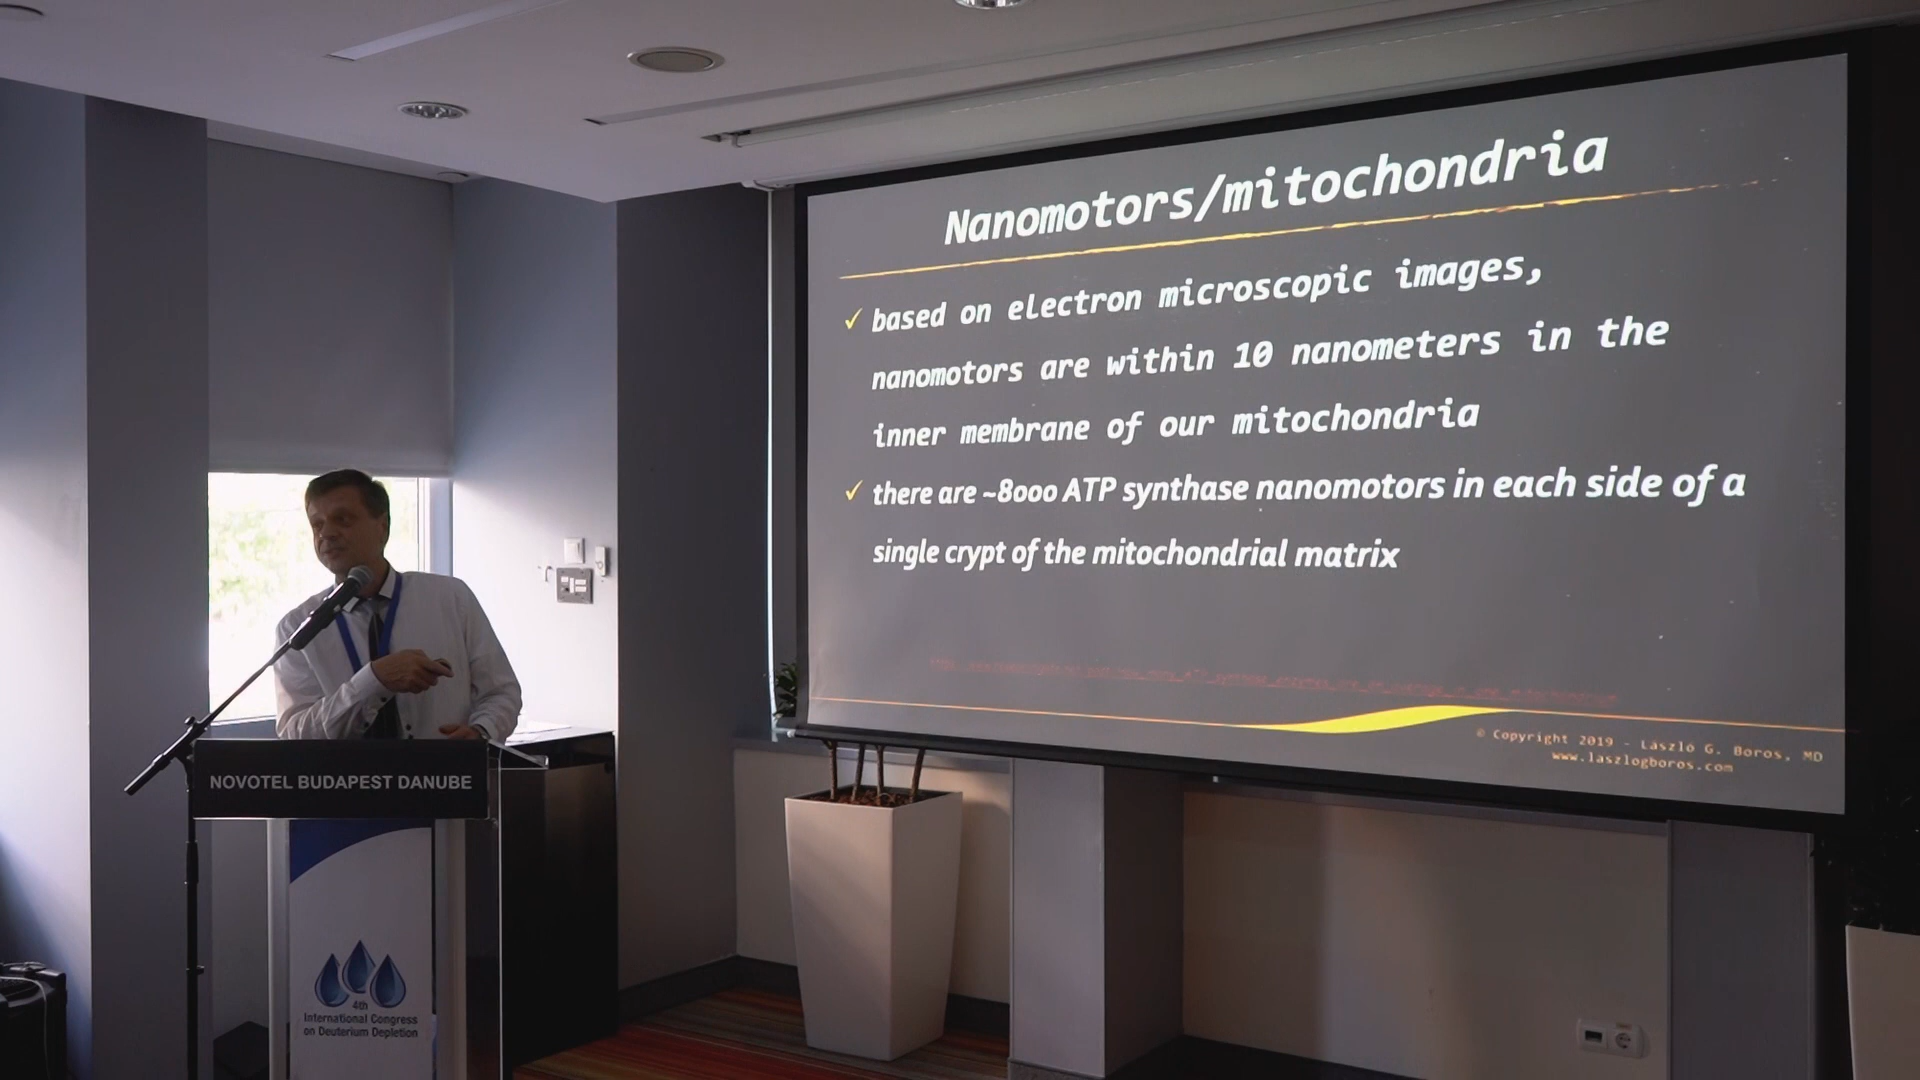 Nanomotors/mitochondria
✓ based on electron microscopic images,
nanomotors are within 10 nanometers in the
inner membrane of our mitochondria
✓ there are ~8000 ATP synthase nanomotors in each side of a
single crypt of the mitochondrial matrix
© Copyright 2019 - László G. Boros, MD
www.laszlogboros.com
NOVOTEL BUDAPEST DANUBE
4th
International Congress
on Deuterium Depletion